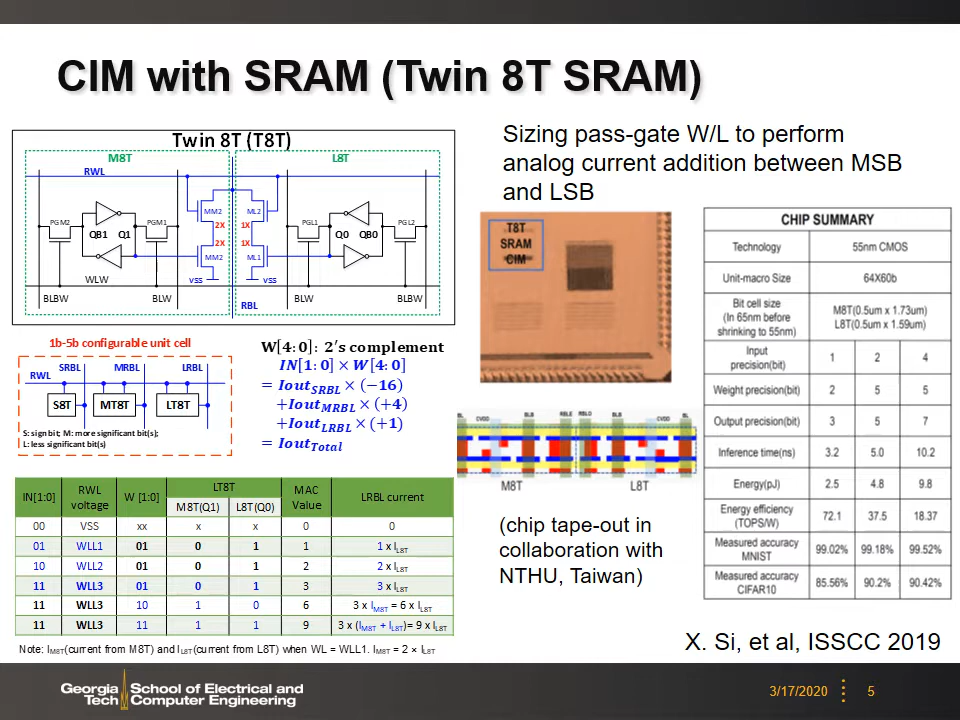 CIM with SRAM (Twin 8T SRAM)
Twin 8T (T8T)
M8T
L8T
RWL
PGM2
PGM1
MM2
ML2
PGL1
PGL2
2X
1X
QB1
Q1
Q0
QB0
2X
1X
MM2
ML1
WLW
VSS
VSS
BLBW
BLW
RBL
BLW
BLBW
1b-5b configurable unit cell
SRBL
MRBL
LRBL
RWL
S8T
MT8T
LT8T
S: sign bit; M: more significant bit(s);
L: less significant bit(s)
W[4:0]: 2's complement
IN[1:0] × W[4:0]
= Iout_SRBL × (−16)
+Iout_MRBL × (+4)
+Iout_LRBL × (+1)
= Iout_Total
IN[1:0] RWL voltage W [1:0] LT8T MAC Value LRBL current
M8T(Q1) L8T(Q0)
00 VSS xx x x 0 0
01 WLL1 01 0 1 1 1 x I_L8T
10 WLL2 01 0 1 2 2 x I_L8T
11 WLL3 01 0 1 3 3 x I_L8T
11 WLL3 10 1 0 6 3 x I_M8T = 6 x I_L8T
11 WLL3 11 1 1 9 3 x (I_M8T + I_L8T)= 9 x I_L8T
Note: I_M8T(current from M8T) and I_L8T(current from L8T) when WL = WLL1. I_M8T = 2 × I_L8T
Sizing pass-gate W/L to perform
analog current addition between MSB
and LSB
T8T
SRAM
CIM
BL CVDD BLB RBLE RBLO BLB CVDD BL
M8T
L8T
(chip tape-out in
collaboration with
NTHU, Taiwan)
CHIP SUMMARY
Technology 55nm CMOS
Unit-macro Size 64X60b
Bit cell size
(In 65nm before
shrinking to 55nm)
M8T(0.5um x 1.73um)
L8T(0.5um x 1.59um)
Input
precision(bit)
1 2 4
Weight precision(bit) 2 5 5
Output precision(bit) 3 5 7
Inference time(ns) 3.2 5.0 10.2
Energy(pJ) 2.5 4.8 9.8
Energy efficiency
(TOPS/W)
72.1 37.5 18.37
Measured accuracy
MNIST
99.02% 99.18% 99.52%
Measured accuracy
CIFAR10
85.56% 90.2% 90.42%
X. Si, et al, ISSCC 2019
Georgia
Tech
School of Electrical and
Computer Engineering
3/17/2020
5